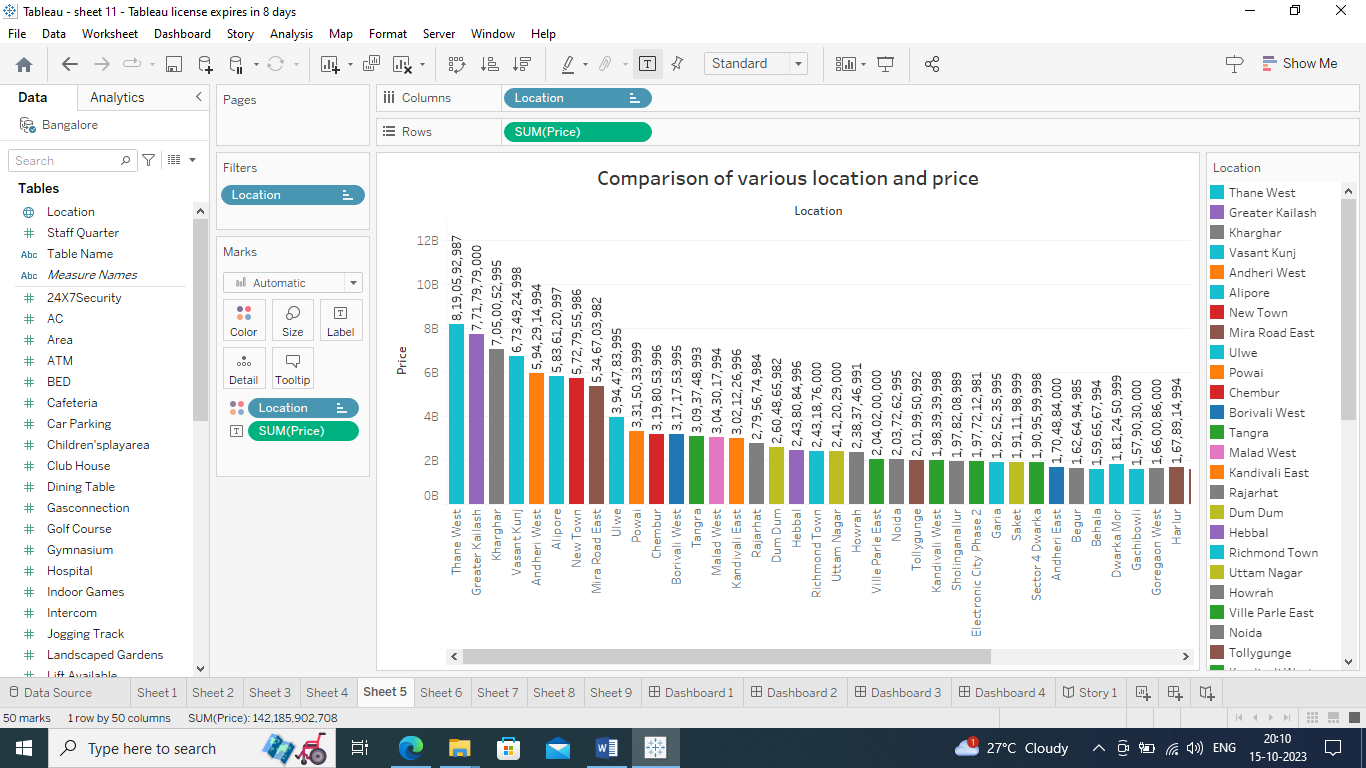 Tableau - sheet 11 - Tableau license expires in 8 days
File Data Worksheet Dashboard Story Analysis Map Format Server Window Help
Standard
Show Me
Data Analytics
Bangalore
Search
Tables
Location
Staff Quarter
Abc Table Name
Abc Measure Names
24X7Security
AC
Area
ATM
BED
Cafeteria
Car Parking
Children'splayarea
Club House
Dining Table
Gasconnection
Golf Course
Gymnasium
Hospital
Indoor Games
Intercom
Jogging Track
Landscaped Gardens
Lift Available
Pages
Filters
Location
Marks
Automatic
Color Size Label
Detail Tooltip
Location
SUM(Price)
Columns Location
Rows SUM(Price)
Comparison of various location and price
Location
Price
12B
10B
8B
6B
4B
2B
0B
8,19,05,92,987
7,71,79,79,000
7,05,00,52,995
6,73,49,24,998
5,94,29,14,994
5,83,61,20,997
5,72,79,55,986
5,34,67,03,982
3,94,47,83,995
3,31,50,33,999
3,19,80,53,996
3,17,17,53,995
3,09,37,48,993
3,04,30,17,994
3,02,12,26,996
2,79,56,74,984
2,60,48,65,982
2,43,80,84,996
2,43,18,76,000
2,41,20,29,000
2,38,37,46,991
2,04,02,00,000
2,03,72,62,995
2,01,99,50,992
1,98,39,39,998
1,97,82,08,989
1,97,72,12,981
1,92,52,35,995
1,91,11,98,999
1,90,95,99,998
1,70,48,84,000
1,62,64,94,985
1,59,65,67,994
1,81,24,50,999
1,57,90,30,000
1,66,00,86,000
1,67,89,14,994
Thane West
Greater Kailash
Kharghar
Vasant Kunj
Andheri West
Alipore
New Town
Mira Road East
Ulwe
Powai
Chembur
Borivali West
Tangra
Malad West
Kandivali East
Rajarhat
Dum Dum
Hebbal
Richmond Town
Uttam Nagar
Howrah
Ville Parle East
Noida
Tollygunge
Kandivali West
Sholinganallur
Electronic City Phase 2
Garia
Saket
Sector 4 Dwarka
Andheri East
Begur
Behala
Dwarka Mor
Gachibowli
Goregaon West
Harlur
Location
Thane West
Greater Kailash
Kharghar
Vasant Kunj
Andheri West
Alipore
New Town
Mira Road East
Ulwe
Powai
Chembur
Borivali West
Tangra
Malad West
Kandivali East
Rajarhat
Dum Dum
Hebbal
Richmond Town
Uttam Nagar
Howrah
Ville Parle East
Noida
Tollygunge
Kandivali West
Data Source Sheet 1 Sheet 2 Sheet 3 Sheet 4 Sheet 5 Sheet 6 Sheet 7 Sheet 8 Sheet 9 Dashboard 1 Dashboard 2 Dashboard 3 Dashboard 4 Story 1
50 marks 1 row by 50 columns SUM(Price): 142,185,902,708
Type here to search
1
27°C Cloudy
ENG
20:10
15-10-2023